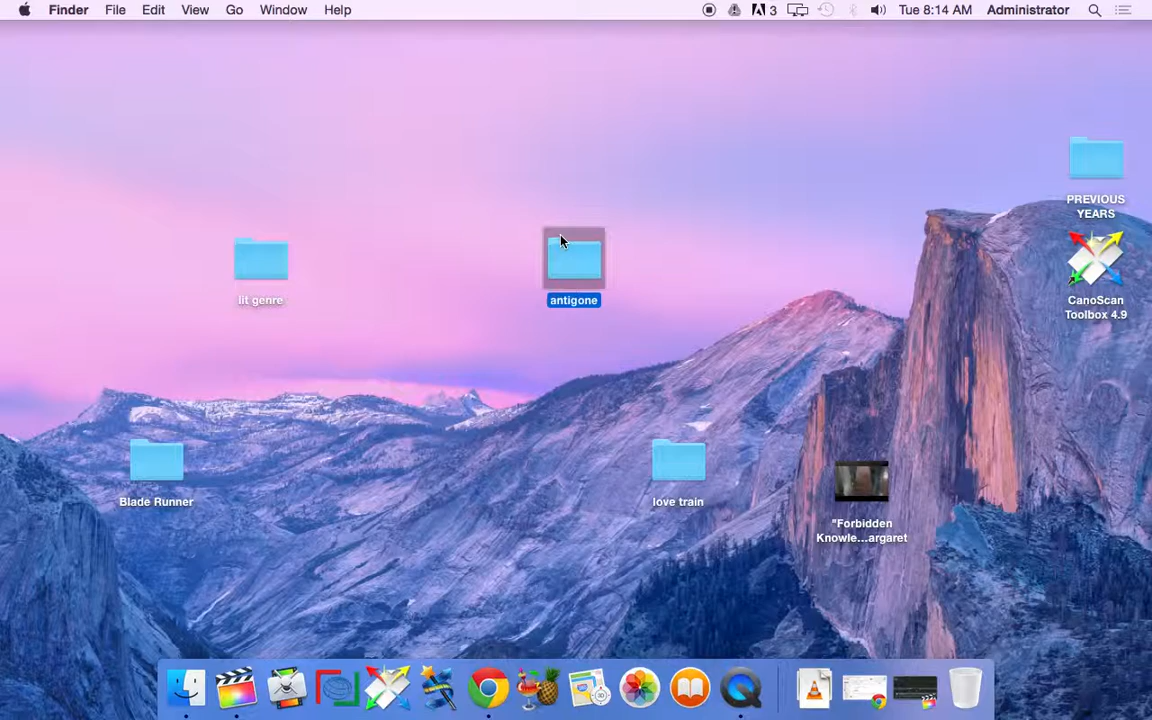 Finder File Edit View Go Window Help 3 Tue 8:14 AM Administrator
PREVIOUS
YEARS
lit genre
antigone
CanoScan
Toolbox 4.9
Blade Runner
love train
"Forbidden
Knowle...argaret